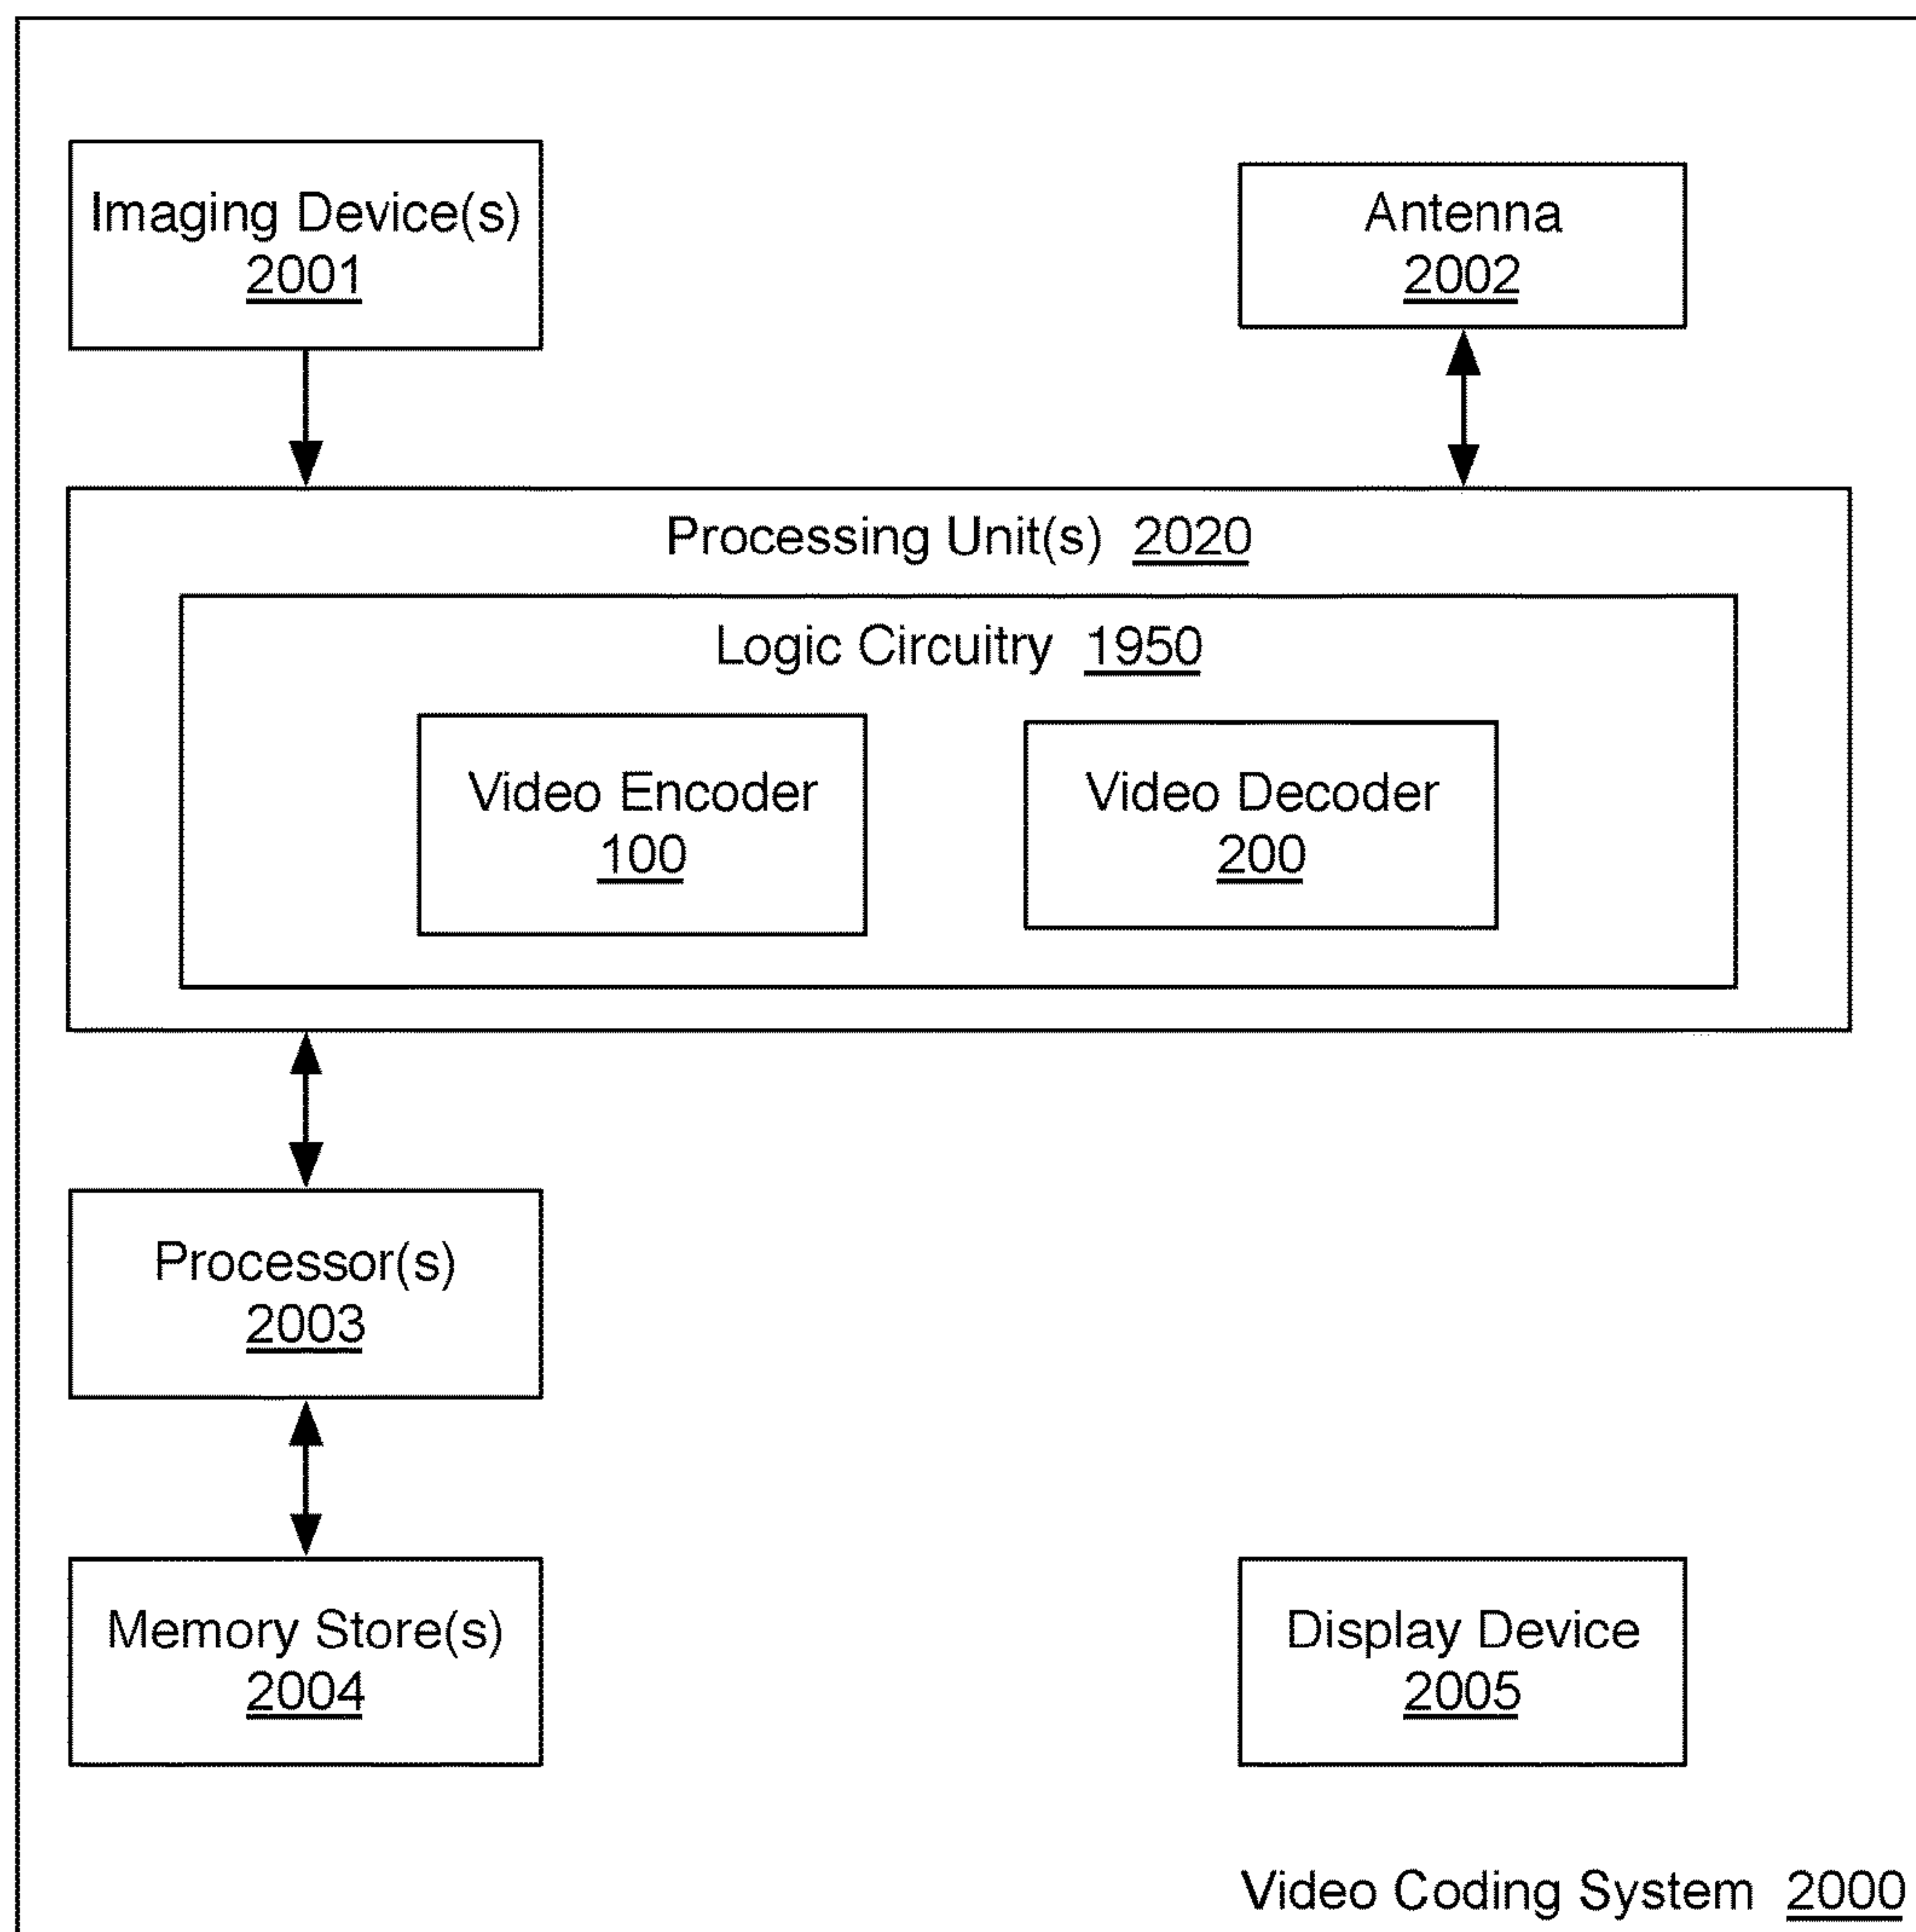 Imaging Device(s)
2001
Antenna
2002
Processing Unit(s) 2020
Logic Circuitry 1950
Video Encoder
100
Video Decoder
200
Processor(s)
2003
Memory Store(s)
2004
Display Device
2005
Video Coding System 2000